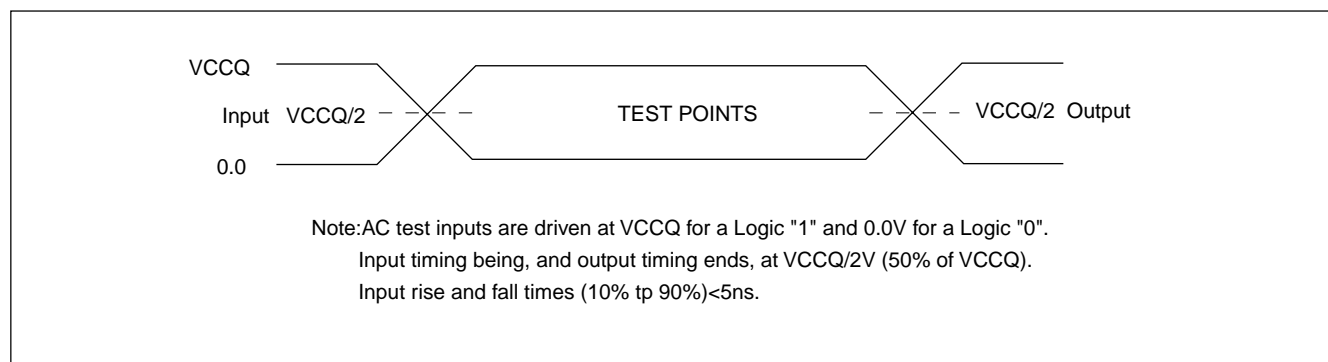 VCCQ
Input VCCQ/2
TEST POINTS
VCCQ/2 Output
0.0
Note:AC test inputs are driven at VCCQ for a Logic "1" and 0.0V for a Logic "0".
Input timing being, and output timing ends, at VCCQ/2V (50% of VCCQ).
Input rise and fall times (10% tp 90%)<5ns.